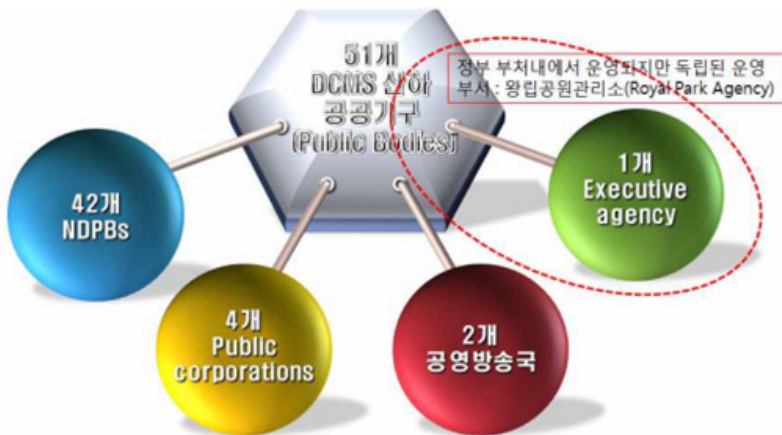 51개
DCMS 산하
공공기구
(Public Bodies)
정부 부처내에서 운영되지만 독립된 운영
부서 : 왕립공원관리소(Royal Park Agency)
42개
NDPBs
4개
Public
corporations
2개
공영방송국
1개
Executive
agency